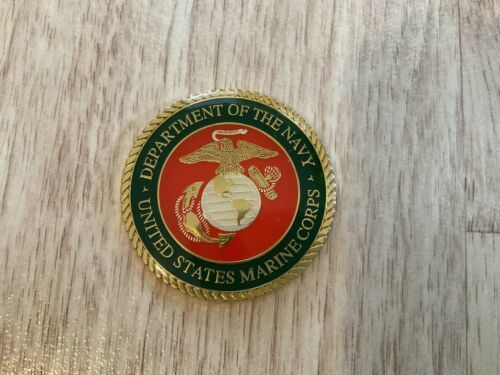 DEPARTMENT OF THE NAVY
UNITED STATES MARINE CORPS